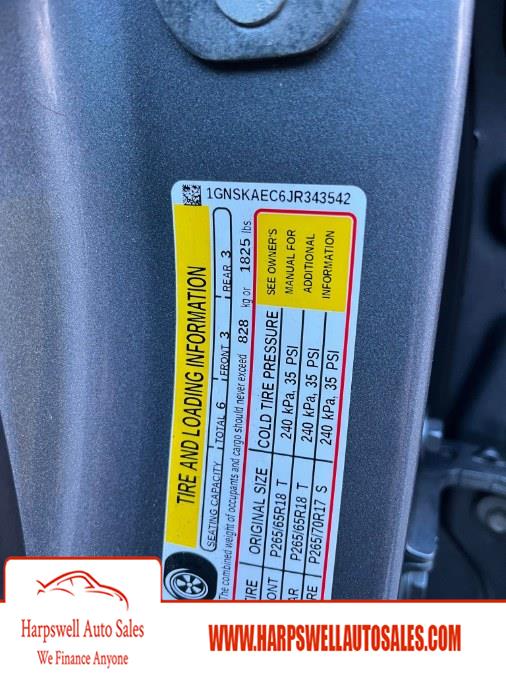 1GNSKAEC6JR343542
TIRE AND LOADING INFORMATION
SEATING CAPACITY TOTAL 6 FRONT 3 REAR 3
The combined weight of occupants and cargo should never exceed 828 kg or 1825 lbs
TIRE ORIGINAL SIZE COLD TIRE PRESSURE
ONT P265/65R18 T 240 kPa, 35 PSI
AR P265/65R18 T 240 kPa, 35 PSI
RE P265/70R17 S 240 kPa, 35 PSI
SEE OWNER'S
MANUAL FOR
ADDITIONAL
INFORMATION
Harpswell Auto Sales
We Finance Anyone
WWW.HARPSWELLAUTOSALES.COM